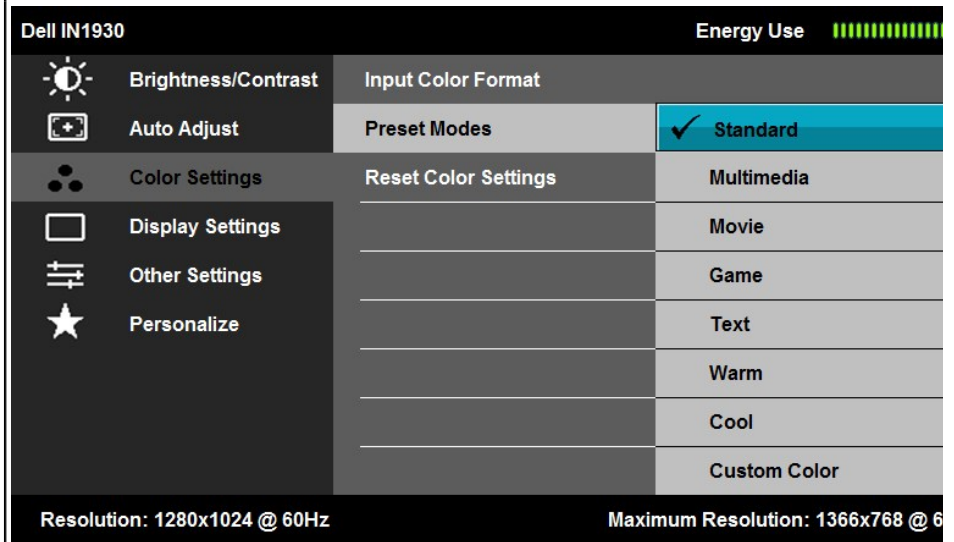 Dell IN1930
Energy Use
Brightness/Contrast
Auto Adjust
Color Settings
Display Settings
Other Settings
Personalize
Input Color Format
Preset Modes
Reset Color Settings
Standard
Multimedia
Movie
Game
Text
Warm
Cool
Custom Color
Resolution: 1280x1024 @ 60Hz
Maximum Resolution: 1366x768 @ 6